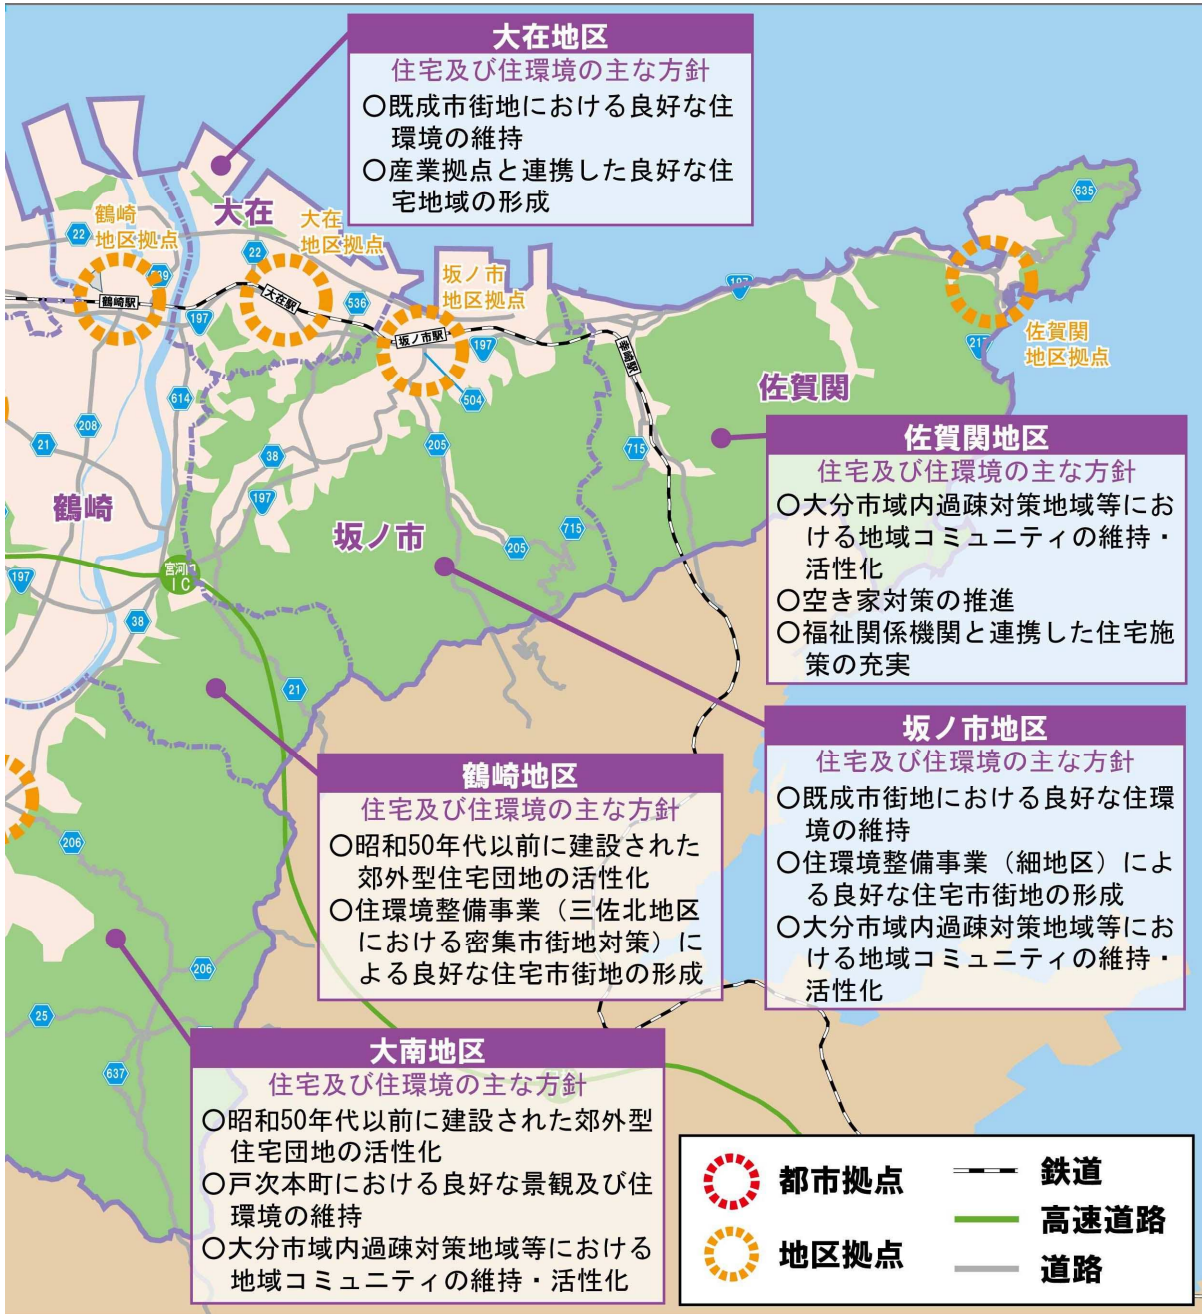 大在地区
住宅及び住環境の主な方針
○既成市街地における良好な住
環境の維持
○産業拠点と連携した良好な住
宅地域の形成
鶴崎
地区拠点
大在
大在
地区拠点
坂ノ市
地区拠点
佐賀関
地区拠点
635
22
22
197
536
197
197
217
鶴崎駅
大在駅
坂ノ市駅
幸崎駅
504
614
208
21
38
197
205
715
205
715
佐賀関
鶴崎
坂ノ市
197
宮河内
IC
38
21
佐賀関地区
住宅及び住環境の主な方針
○大分市域内過疎対策地域等にお
ける地域コミュニティの維持・
活性化
○空き家対策の推進
○福祉関係機関と連携した住宅施
策の充実
坂ノ市地区
住宅及び住環境の主な方針
○既成市街地における良好な住環
境の維持
○住環境整備事業（細地区）によ
る良好な住宅市街地の形成
○大分市域内過疎対策地域等にお
ける地域コミュニティの維持・
活性化
鶴崎地区
住宅及び住環境の主な方針
○昭和50年代以前に建設された
郊外型住宅団地の活性化
○住環境整備事業（三佐北地区
における密集市街地対策）に
よる良好な住宅市街地の形成
206
206
25
637
大南地区
住宅及び住環境の主な方針
○昭和50年代以前に建設された郊外型
住宅団地の活性化
○戸次本町における良好な景観及び住
環境の維持
○大分市域内過疎対策地域等における
地域コミュニティの維持・活性化
都市拠点
地区拠点
鉄道
高速道路
道路